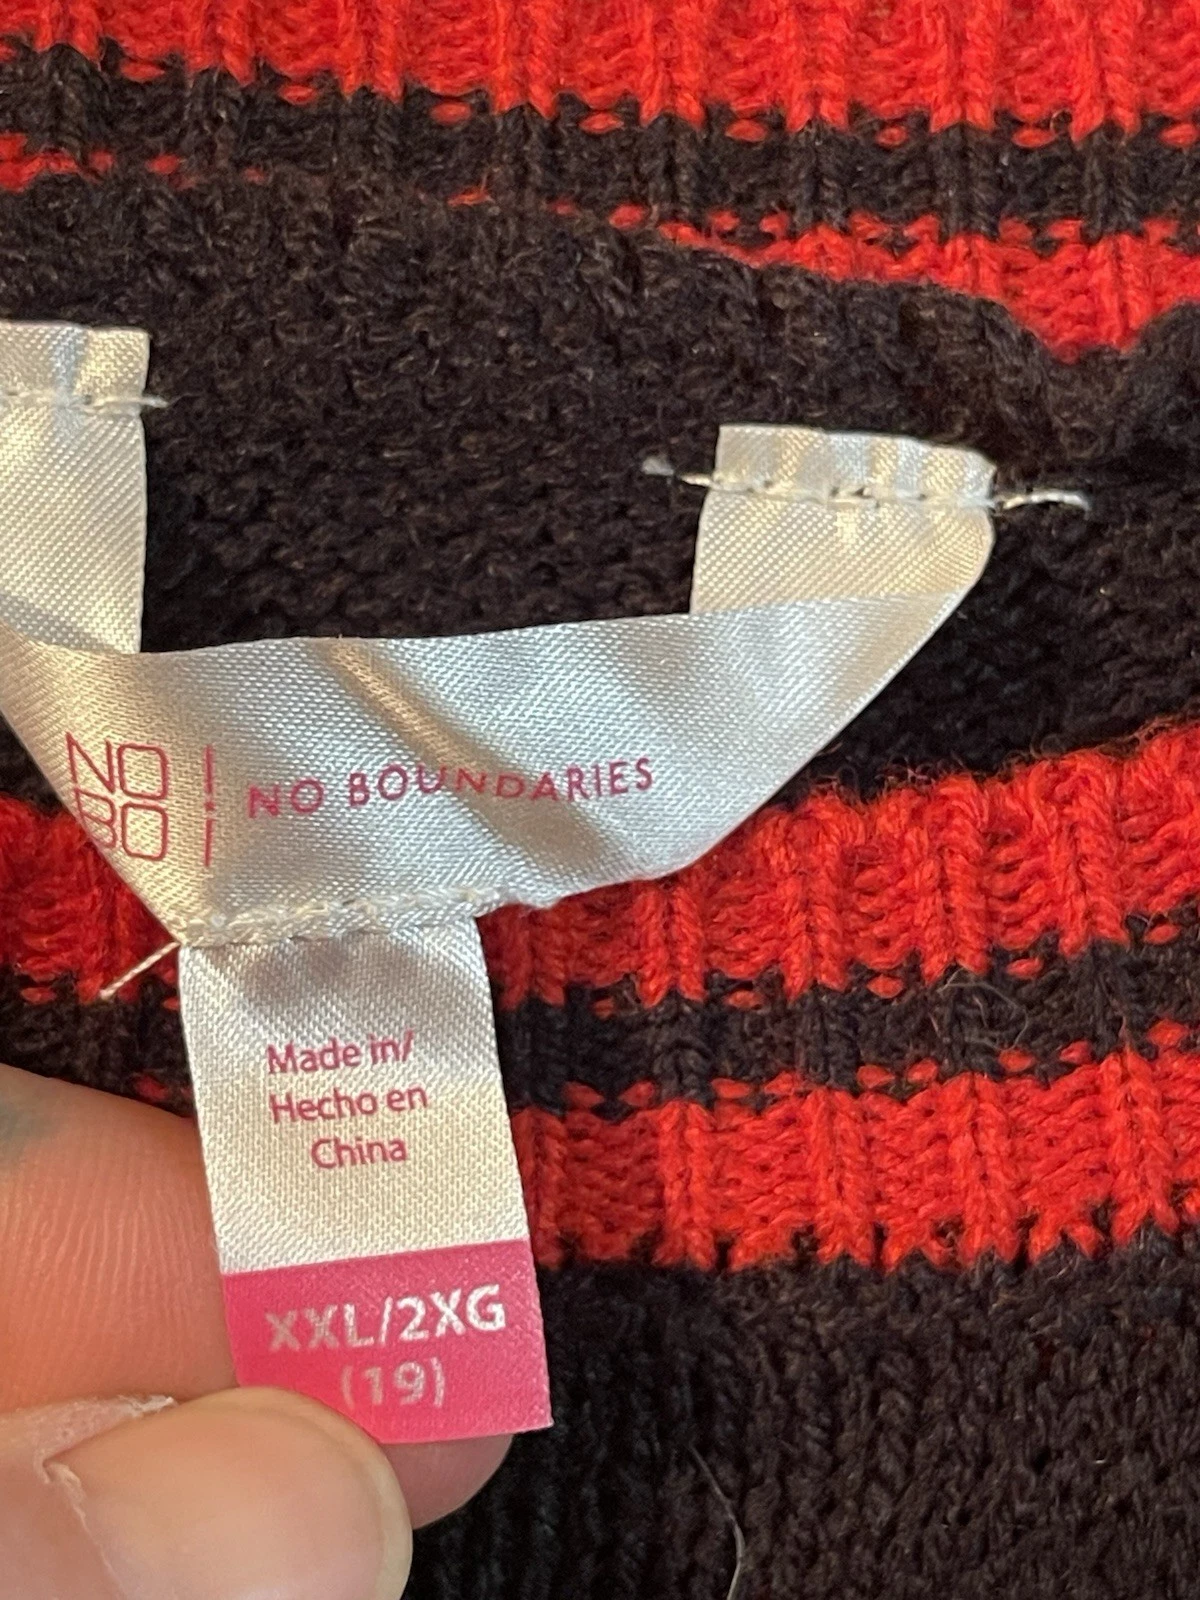 NO
BO
NO BOUNDARIES
Made in/
Hecho en
China
XXL/2XG
(19)